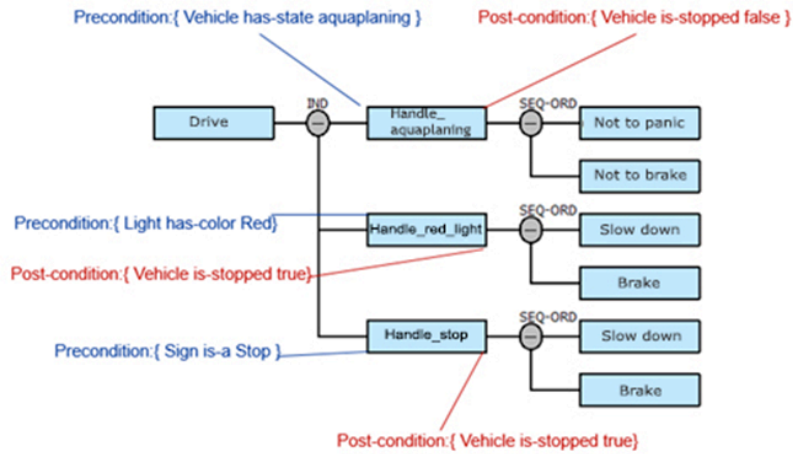 Precondition:{ Vehicle has-state aquaplaning }
Post-condition:{ Vehicle is-stopped false }
IND
SEQ-ORD
Drive
Handle_
aquaplaning
Not to panic
Not to brake
Precondition:{ Light has-color Red}
SEQ-ORD
Handle_red_light
Slow down
Post-condition:{ Vehicle is-stopped true}
Brake
SEQ-ORD
Handle_stop
Slow down
Precondition:{ Sign is-a Stop }
Brake
Post-condition:{ Vehicle is-stopped true}